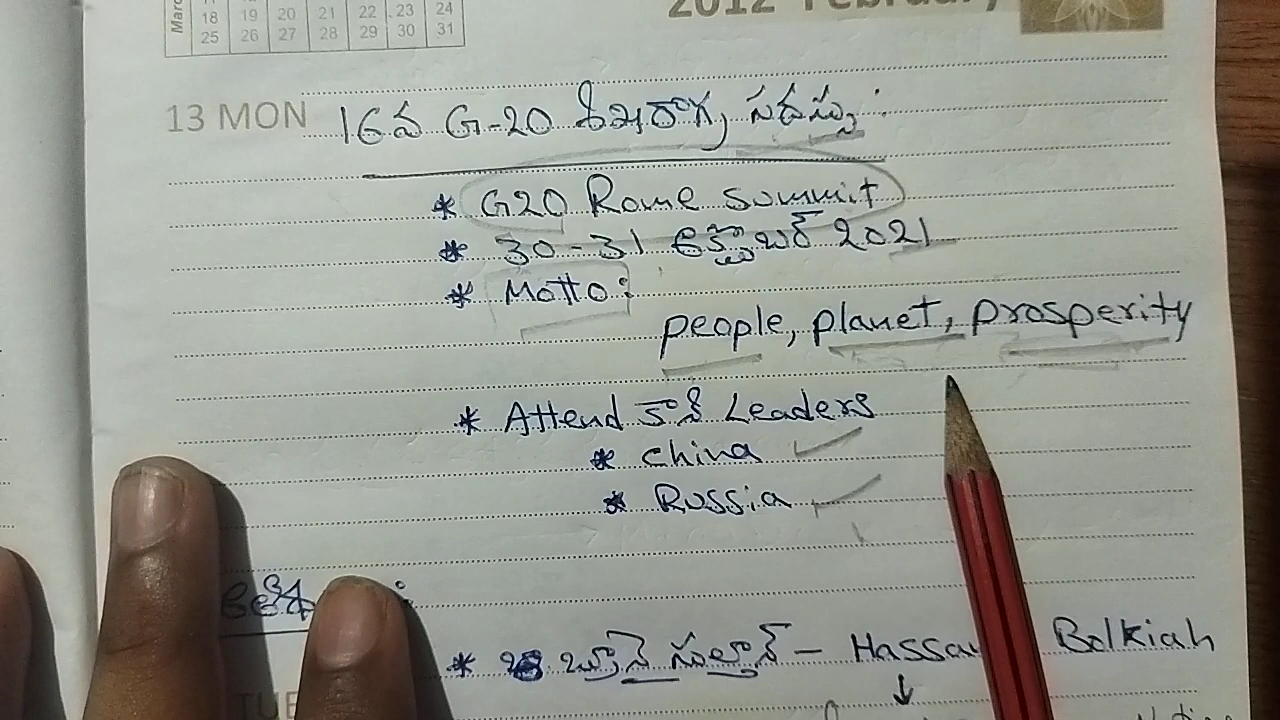 18 19 20 21 22 23 24
25 26 27 28 29 30 31
2012 February
13 MON 16వ G-20 శిఖరాగ్ర సదస్సు:
* G20 Rome summit
* 30-31 అక్టోబర్ 2021
* Motto:
people, planet, prosperity
* Attend కాని Leaders
* china
* Russia
* బ్రూనై సుల్తాన్ - Hassa Bolkiah